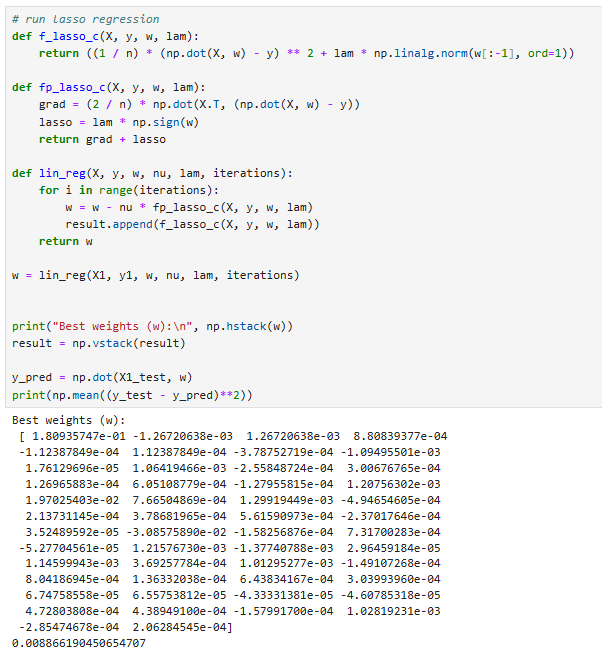 # run lasso regression
def f_lasso_c(X, y, w, lam):
    return ((1 / n) * (np.dot(X, w) - y) ** 2 + lam * np.linalg.norm(w[:-1], ord=1))

def fp_lasso_c(X, y, w, lam):
    grad = (2 / n) * np.dot(X.T, (np.dot(X, w) - y))
    lasso = lam * np.sign(w)
    return grad + lasso

def lin_reg(X, y, w, nu, lam, iterations):
    for i in range(iterations):
        w = w - nu * fp_lasso_c(X, y, w, lam)
        result.append(f_lasso_c(X, y, w, lam))
    return w

w = lin_reg(X1, y1, w, nu, lam, iterations)

print("Best weights (w):\n", np.hstack(w))
result = np.vstack(result)

y_pred = np.dot(X1_test, w)
print(np.mean((y_test - y_pred)**2))
Best weights (w):
 [ 1.80935747e-01 -1.26720638e-03  1.26720638e-03  8.80839377e-04
 -1.12387849e-04  1.12387849e-04 -3.78752719e-04 -1.09495501e-03
  1.76129696e-05  1.06419466e-03 -2.55848724e-04  3.00676765e-04
  1.26965883e-04  6.05108779e-04 -1.27955815e-04  1.20756302e-03
  1.97025403e-02  7.66504869e-04  1.29919449e-03 -4.94654605e-04
  2.13731145e-04  3.78681965e-04  5.61590973e-04 -2.37017646e-04
  3.52489592e-05 -3.08575890e-02 -1.58256876e-04  7.31700283e-04
 -5.27704561e-05  1.21576730e-03 -1.37740788e-03  2.96459184e-05
  1.14599943e-03  3.69257784e-04  1.01295277e-03 -1.49107268e-04
  8.04186945e-04  1.36332038e-04  6.43834167e-04  3.03993960e-04
  6.74758558e-05  6.55753812e-05 -4.33331381e-05 -4.60785318e-05
  4.72803808e-04  4.38949100e-04 -1.57991700e-04  1.02819231e-03
 -2.85474678e-04  2.06284545e-04]
0.008866190450654707